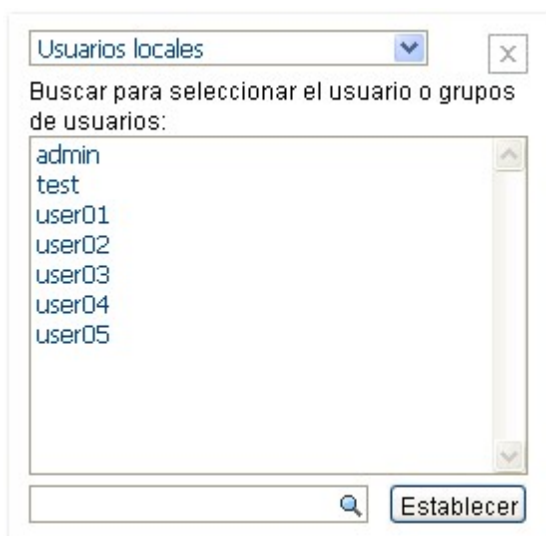 Usuarios locales
Buscar para seleccionar el usuario o grupos
de usuarios:
admin
test
user01
user02
user03
user04
user05
Establecer